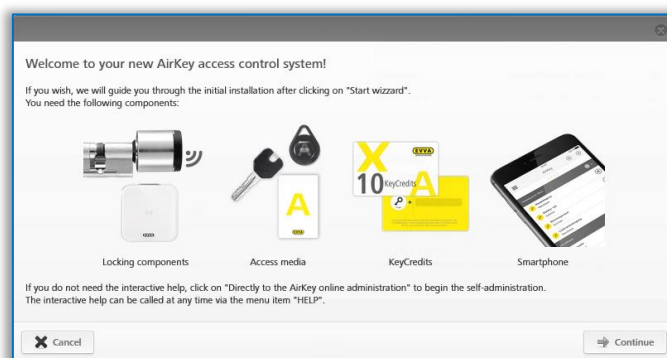 Welcome to your new AirKey access control system!
If you wish, we will guide you through the initial installation after clicking on "Start wizzard".
You need the following components:
EVVA
X
10 KeyCredits
A
A
EVVA
Locking components
Access media
KeyCredits
Smartphone
If you do not need the interactive help, click on "Directly to the AirKey online administration" to begin the self-administration.
The interactive help can be called at any time via the menu item "HELP".
Cancel
Continue